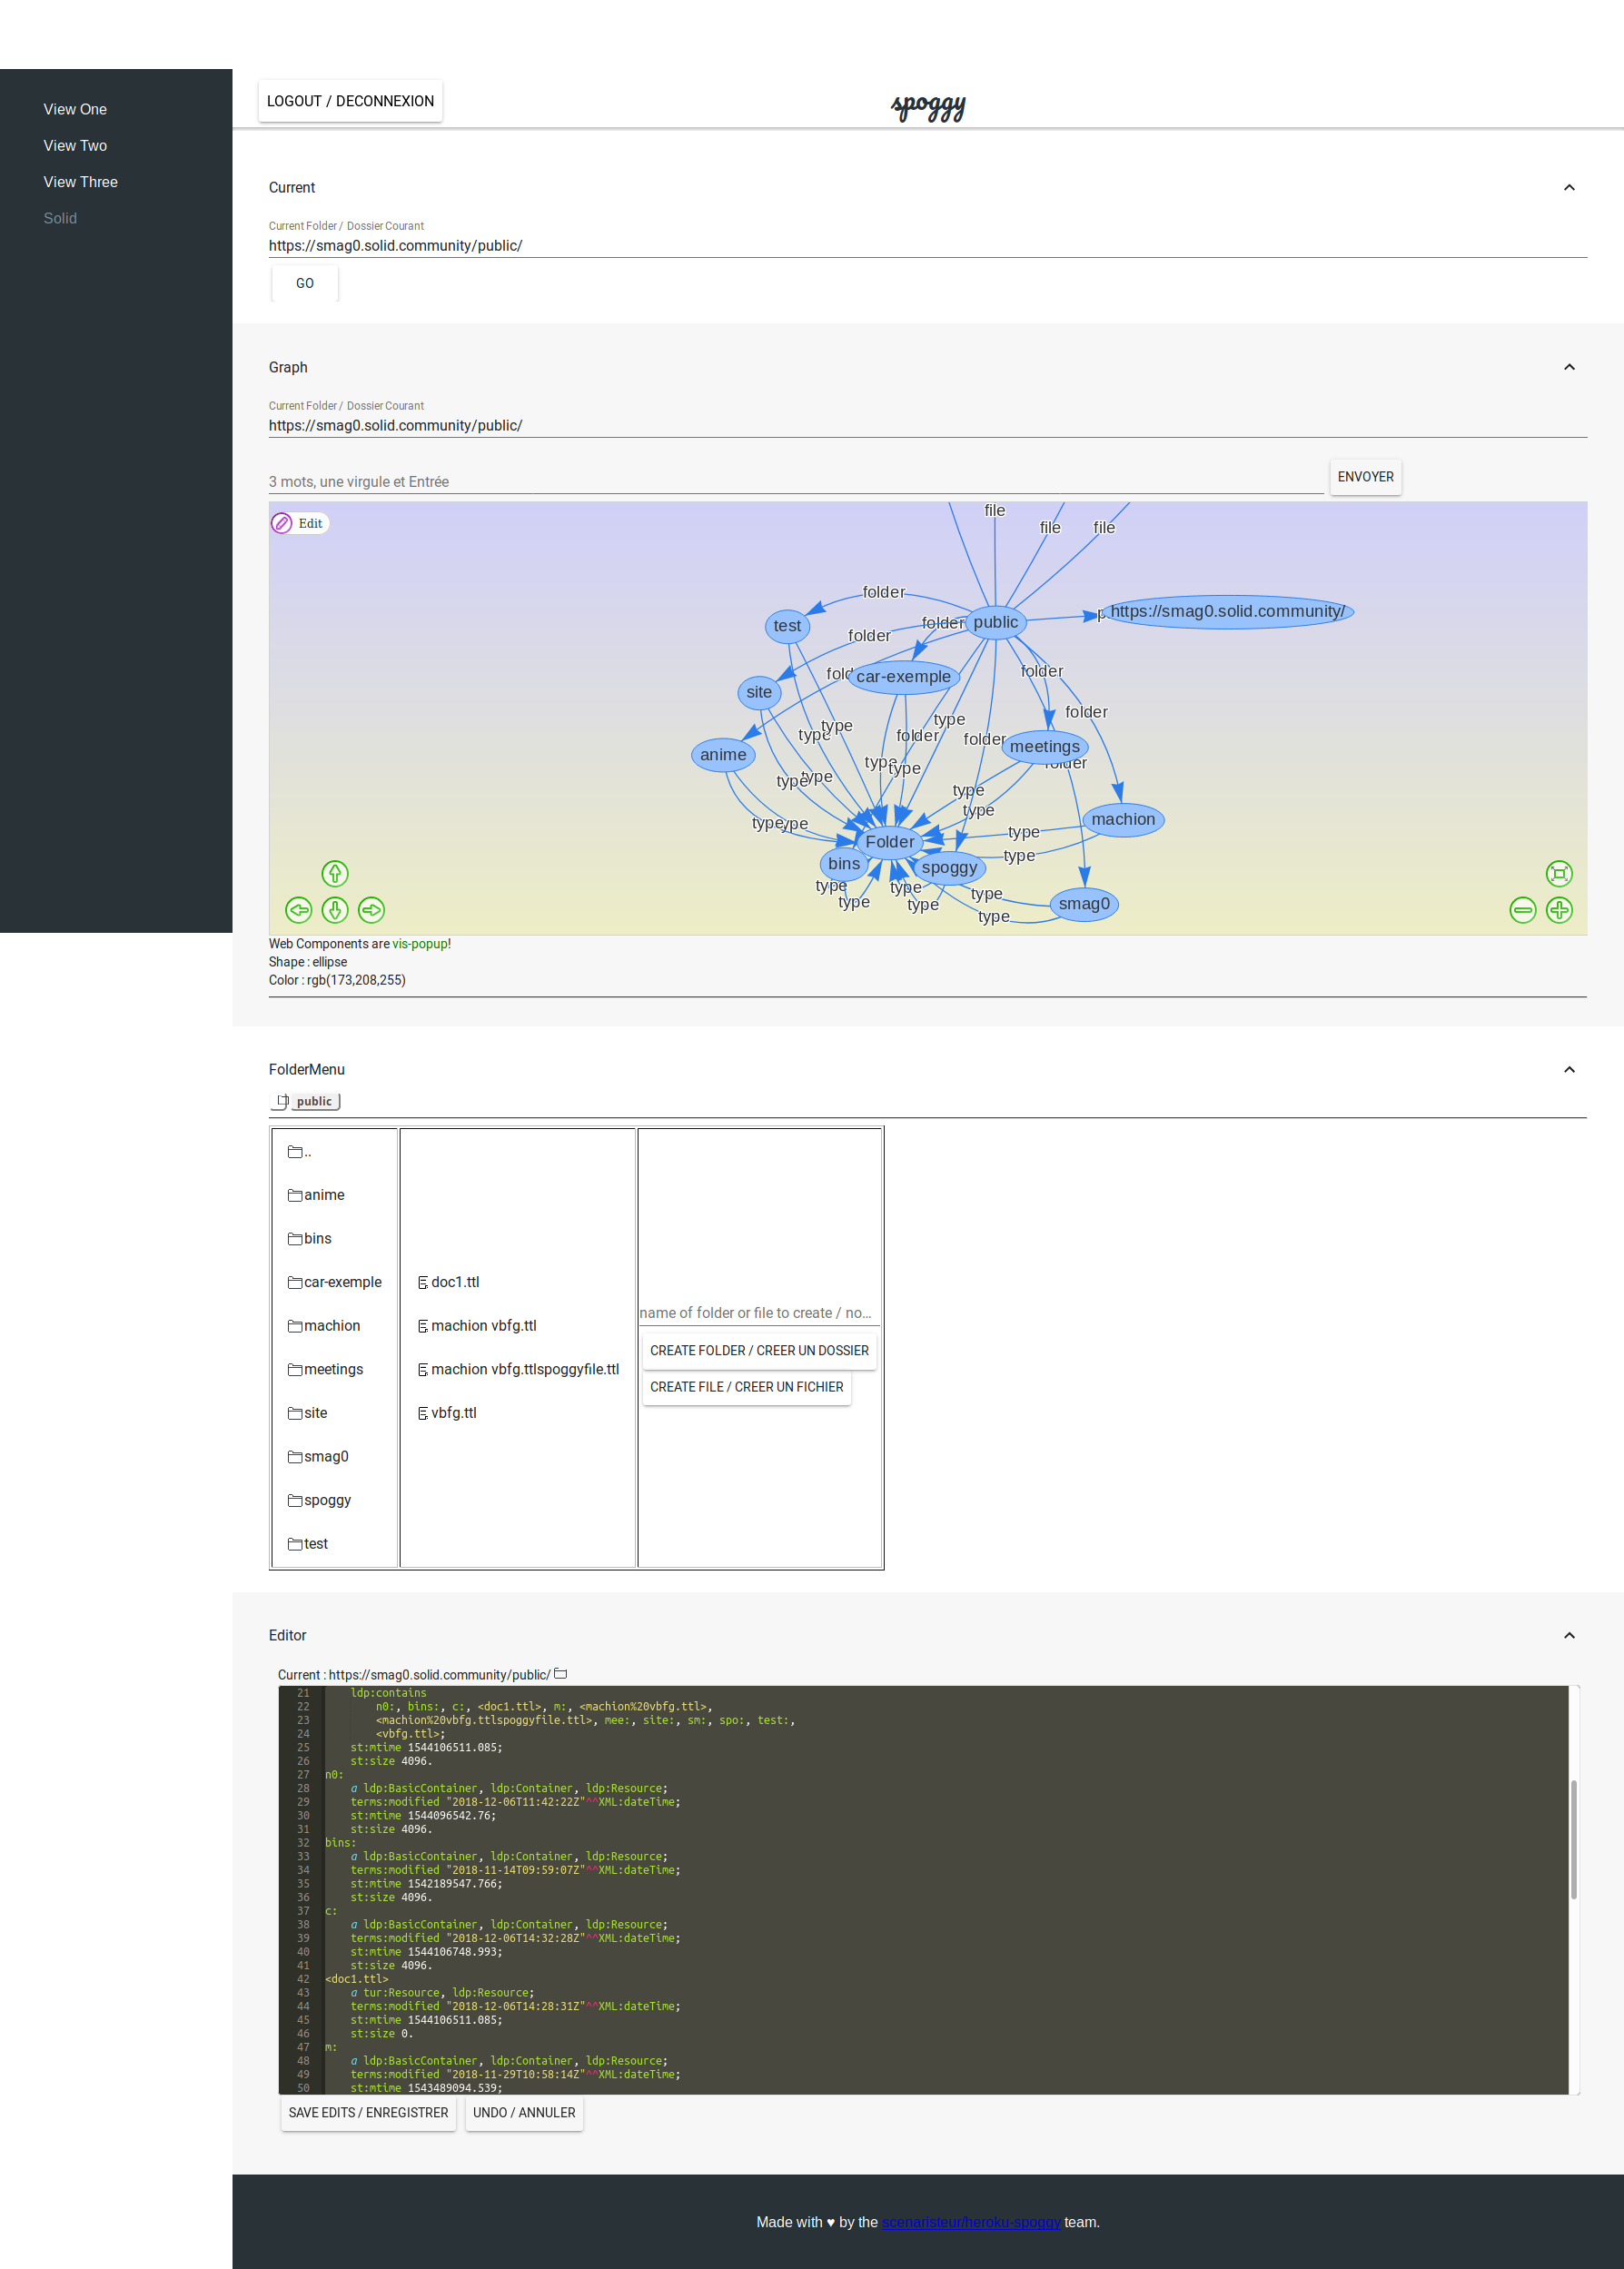 LOGOUT / DECONNEXION
spoggy
View One
View Two
View Three
Solid
Current
Current Folder / Dossier Courant
https://smag0.solid.community/public/
GO
Graph
Current Folder / Dossier Courant
https://smag0.solid.community/public/
3 mots, une virgule et Entrée
ENVOYER
Edit
file
file
file
folder
test
folder
public
https://smag0.solid.community/
folder
folder
car-exemple
site
folder
type
type
folder
type
folder
meetings
folder
anime
type
type
type
type
type
type
machion
type
type
type
Folder
type
bins
spoggy
type
type
type
type
type
type
type
smag0
Web Components are vis-popup!
Shape : ellipse
Color : rgb(173,208,255)
FolderMenu
public
..
anime
bins
car-exemple
machion
meetings
site
smag0
spoggy
test
doc1.ttl
machion vbfg.ttl
machion vbfg.ttlspoggyfile.ttl
vbfg.ttl
name of folder or file to create / no...
CREATE FOLDER / CREER UN DOSSIER
CREATE FILE / CREER UN FICHIER
Editor
Current : https://smag0.solid.community/public/
21 ldp:contains
22 n0:, bins:, c:, <doc1.ttl>, m:, <machion%20vbfg.ttl>,
23 <machion%20vbfg.ttlspoggyfile.ttl>, mee:, site:, sm:, spo:, test:,
24 <vbfg.ttl>;
25 st:mtime 1544106511.085;
26 st:size 4096.
27 n0:
28 a ldp:BasicContainer, ldp:Container, ldp:Resource;
29 terms:modified "2018-12-06T11:42:22Z"^^XML:dateTime;
30 st:mtime 1544096542.76;
31 st:size 4096.
32 bins:
33 a ldp:BasicContainer, ldp:Container, ldp:Resource;
34 terms:modified "2018-11-14T09:59:07Z"^^XML:dateTime;
35 st:mtime 1542189547.766;
36 st:size 4096.
37 c:
38 a ldp:BasicContainer, ldp:Container, ldp:Resource;
39 terms:modified "2018-12-06T14:32:28Z"^^XML:dateTime;
40 st:mtime 1544106748.993;
41 st:size 4096.
42 <doc1.ttl>
43 a tur:Resource, ldp:Resource;
44 terms:modified "2018-12-06T14:28:31Z"^^XML:dateTime;
45 st:mtime 1544106511.085;
46 st:size 0.
47 m:
48 a ldp:BasicContainer, ldp:Container, ldp:Resource;
49 terms:modified "2018-11-29T10:58:14Z"^^XML:dateTime;
50 st:mtime 1543489094.539;
SAVE EDITS / ENREGISTRER
UNDO / ANNULER
Made with ♥ by the scenaristeur/heroku-spoggy team.